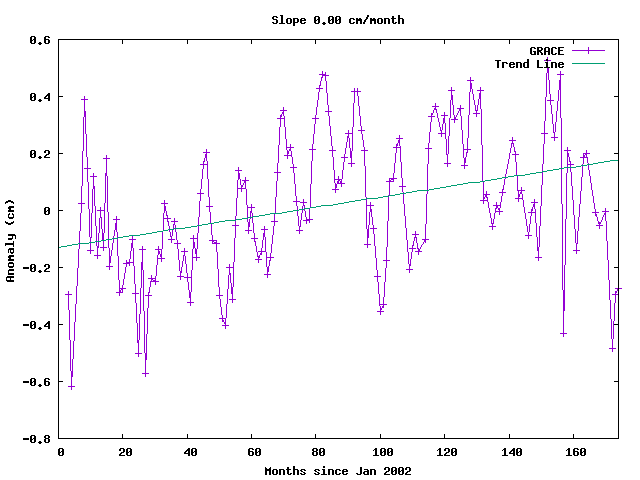 Slope 0.00 cm/month
GRACE
Trend Line
0.6
0.4
0.2
0
-0.2
-0.4
-0.6
-0.8
Anomaly (cm)
0 20 40 60 80 100 120 140 160
Months since Jan 2002